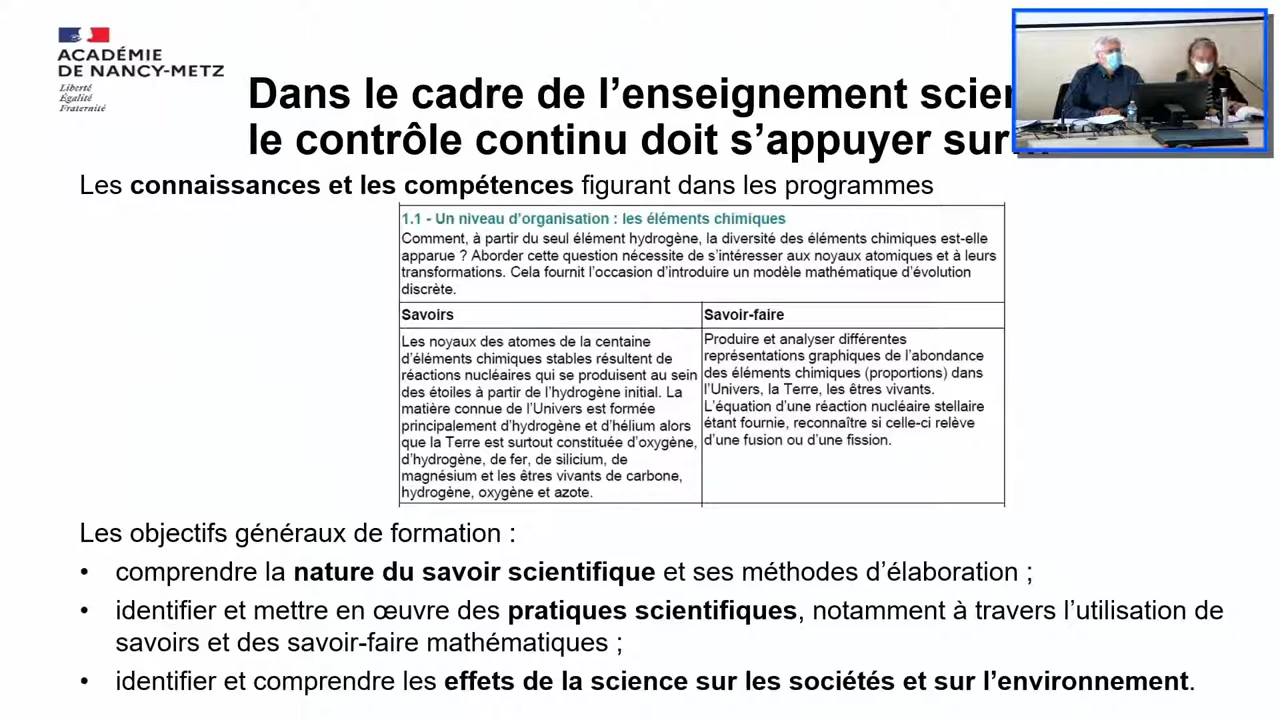 ACADÉMIE
DE NANCY-METZ
Liberté
Égalité
Fraternité
Dans le cadre de l’enseignement
le contrôle continu doit s’appuyer sur
Les connaissances et les compétences figurant dans les programmes
1.1 - Un niveau d’organisation : les éléments chimiques
Comment, à partir du seul élément hydrogène, la diversité des éléments chimiques est-elle
apparue ? Aborder cette question nécessite de s’intéresser aux noyaux atomiques et à leurs
transformations. Cela fournit l’occasion d’introduire un modèle mathématique d’évolution
discrète.
Savoirs
Les noyaux des atomes de la centaine
d’éléments chimiques stables résultent de
réactions nucléaires qui se produisent au sein
des étoiles à partir de l’hydrogène initial. La
matière connue de l’Univers est formée
principalement d’hydrogène et d’hélium alors
que la Terre est surtout constituée d’oxygène,
d’hydrogène, de fer, de silicium, de
magnésium et les êtres vivants de carbone,
hydrogène, oxygène et azote.
Savoir-faire
Produire et analyser différentes
représentations graphiques de l’abondance
des éléments chimiques (proportions) dans
l’Univers, la Terre, les êtres vivants.
L’équation d’une réaction nucléaire stellaire
étant fournie, reconnaître si celle-ci relève
d’une fusion ou d’une fission.
Les objectifs généraux de formation :
• comprendre la nature du savoir scientifique et ses méthodes d’élaboration ;
• identifier et mettre en œuvre des pratiques scientifiques, notamment à travers l’utilisation de
savoirs et des savoir-faire mathématiques ;
• identifier et comprendre les effets de la science sur les sociétés et sur l’environnement.